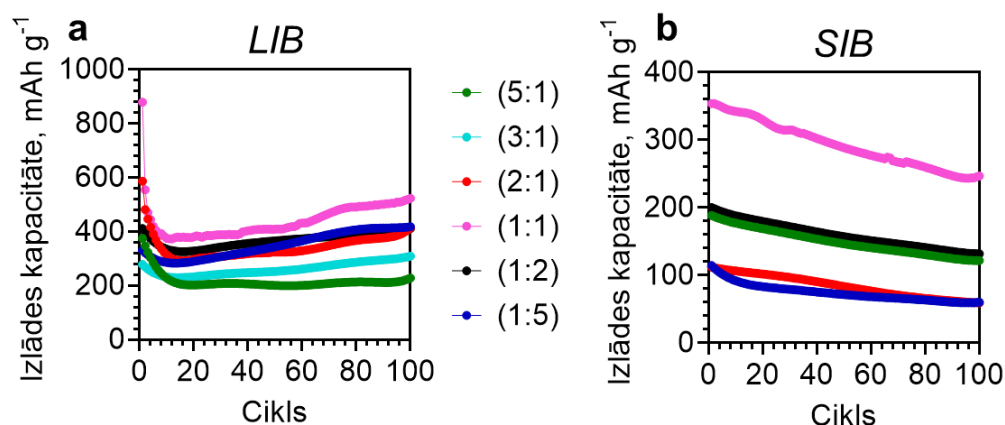 a
LIB
Izlādes kapacitāte, mAh g⁻¹
1000
800
600
400
200
0
0 20 40 60 80 100
Cikls
(5:1)
(3:1)
(2:1)
(1:1)
(1:2)
(1:5)
b
SIB
Izlādes kapacitāte, mAh g⁻¹
400
300
200
100
0
0 20 40 60 80 100
Cikls